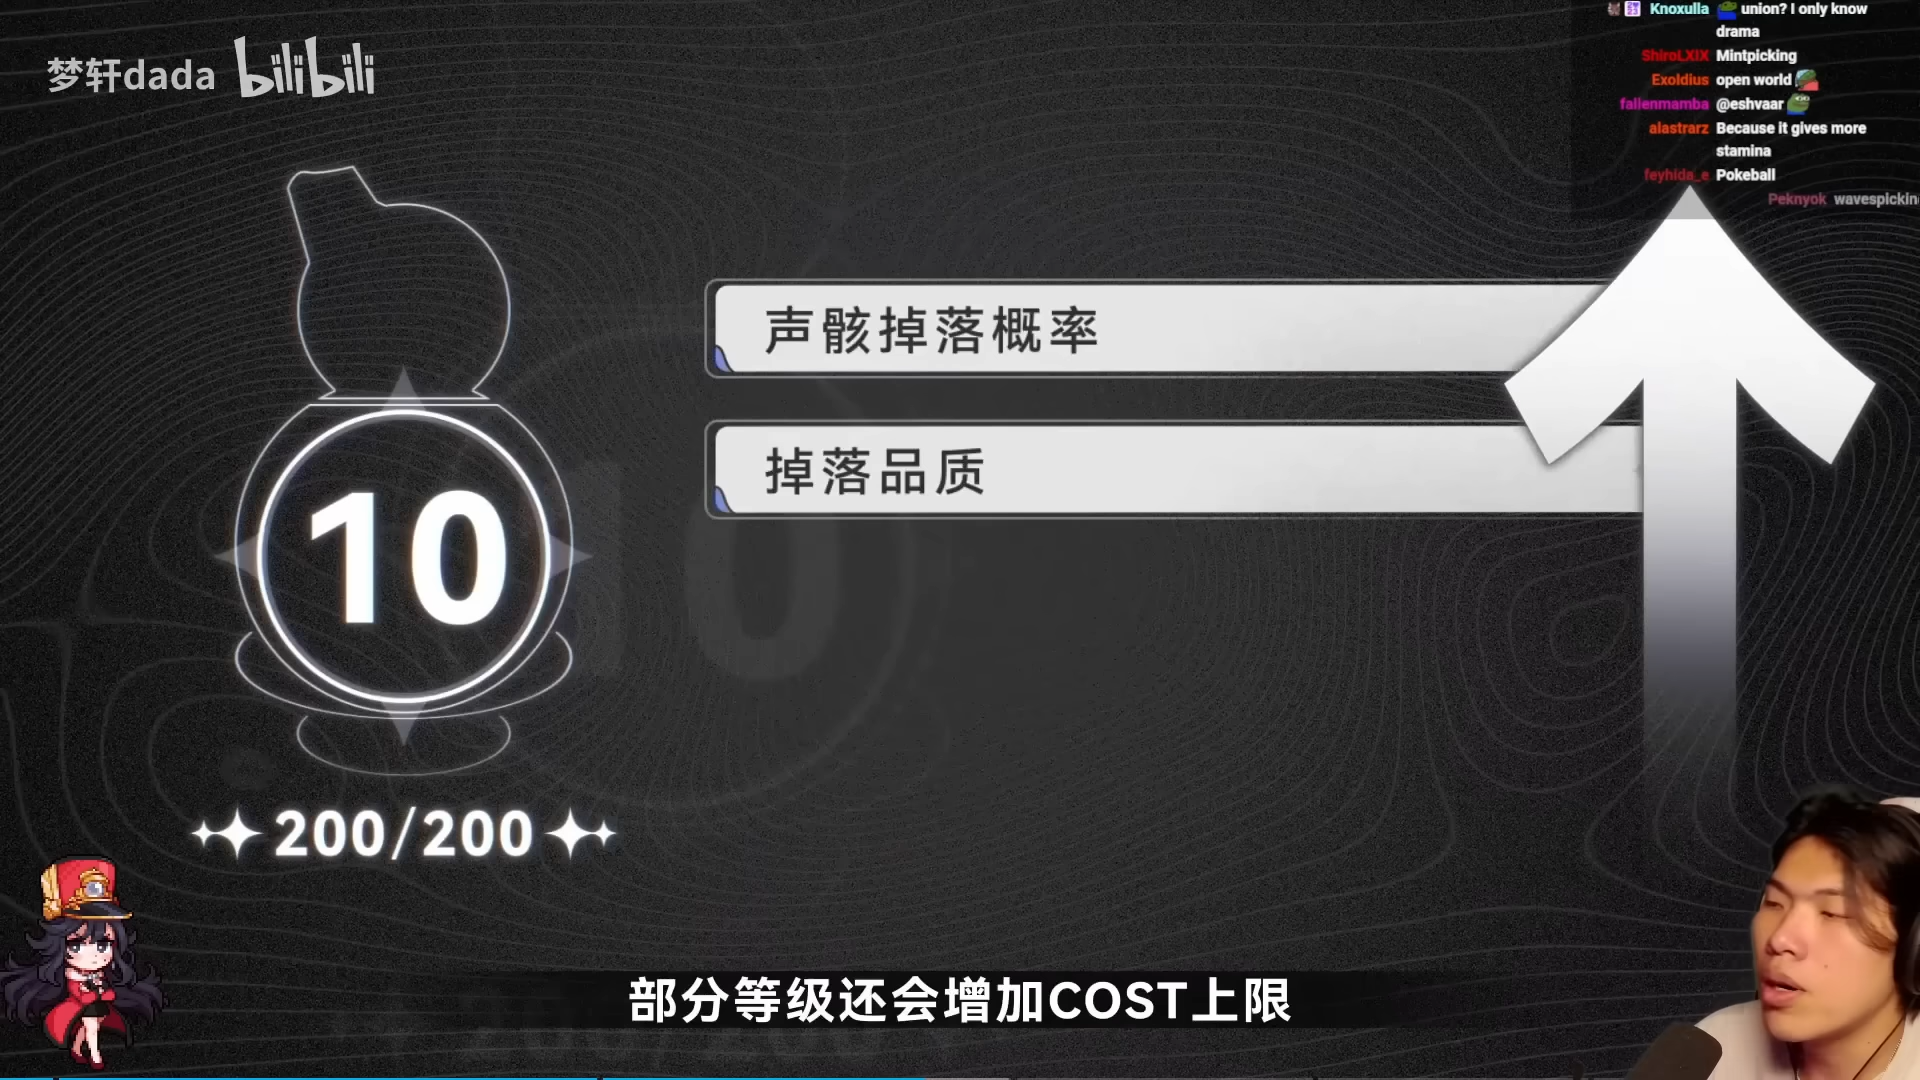 梦轩dada bilibili
Knoxulla union? I only know
drama
ShiroLXIX Mintpicking
Exoldius open world
fallenmamba @eshvaar
alastrarz Because it gives more
stamina
feyhida_e Pokeball
Peknyok wavespickin
声骸掉落概率
掉落品质
10
200/200
部分等级还会增加COST上限